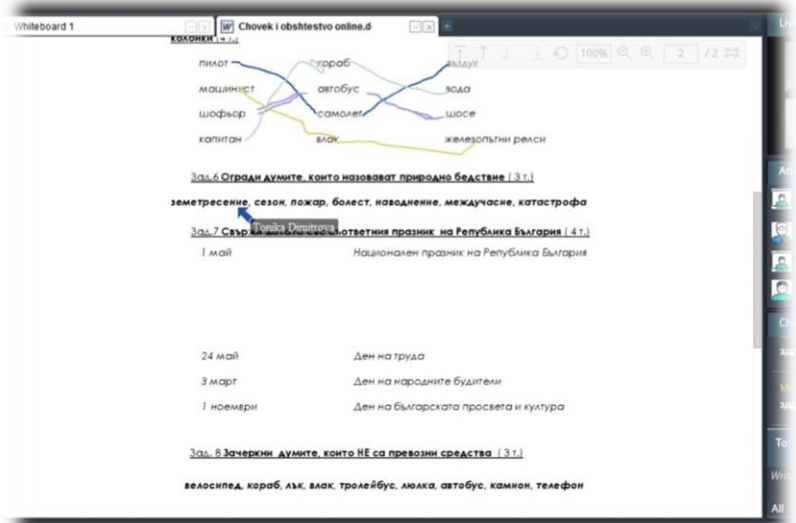 Whiteboard 1
Chovek i obshtestvo online.d
колонки (4 т.)
100% 2 / 2
пилот кораб въздух
машинист автобус вода
шофьор самолет шосе
капитан влак железопътни релси
Зад.6 Огради думите, които назовават природно бедствие ( 3 т.)
земетресение, сезон, пожар, болест, наводнение, междучасие, катастрофа
Tonika Dimitrova
Зад.7 Свържи празник на Република България ( 4 т.)
1 май Национален празник на Република България
24 май Ден на труда
3 март Ден на народните будители
1 ноември Ден на българската просвета и култура
Зад. 8 Зачеркни думите, които НЕ са превозни средства ( 3 т.)
велосипед, кораб, лък, влак, тролейбус, люлка, автобус, камион, телефон
All